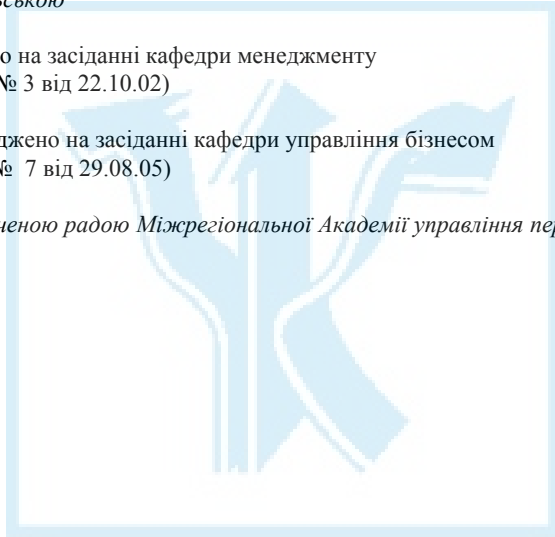 ською
о на засіданні кафедри менеджменту
№ 3 від 22.10.02)
джено на засіданні кафедри управління бізнесом
№ 7 від 29.08.05)
ченою радою Міжрегіональної Академії управління пер